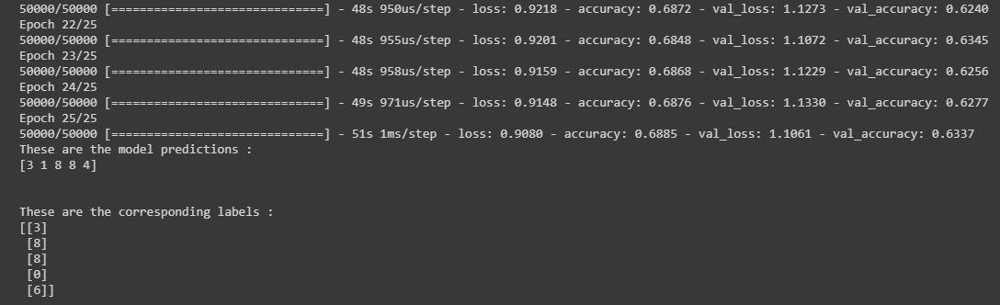 50000/50000 [==============================] - 48s 950us/step - loss: 0.9218 - accuracy: 0.6872 - val_loss: 1.1273 - val_accuracy: 0.6240
Epoch 22/25
50000/50000 [==============================] - 48s 955us/step - loss: 0.9201 - accuracy: 0.6848 - val_loss: 1.1072 - val_accuracy: 0.6345
Epoch 23/25
50000/50000 [==============================] - 48s 958us/step - loss: 0.9159 - accuracy: 0.6868 - val_loss: 1.1229 - val_accuracy: 0.6256
Epoch 24/25
50000/50000 [==============================] - 49s 971us/step - loss: 0.9148 - accuracy: 0.6876 - val_loss: 1.1330 - val_accuracy: 0.6277
Epoch 25/25
50000/50000 [==============================] - 51s 1ms/step - loss: 0.9080 - accuracy: 0.6885 - val_loss: 1.1061 - val_accuracy: 0.6337
These are the model predictions :
[3 1 8 8 4]
These are the corresponding labels :
[[3]
[8]
[8]
[0]
[6]]